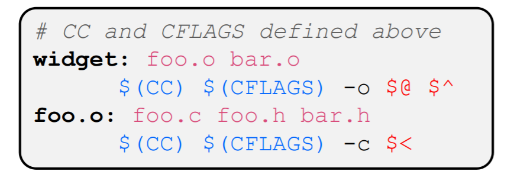 # CC and CFLAGS defined above
widget: foo.o bar.o
$(CC) $(CFLAGS) -o $@ $^
foo.o: foo.c foo.h bar.h
$(CC) $(CFLAGS) -c $<